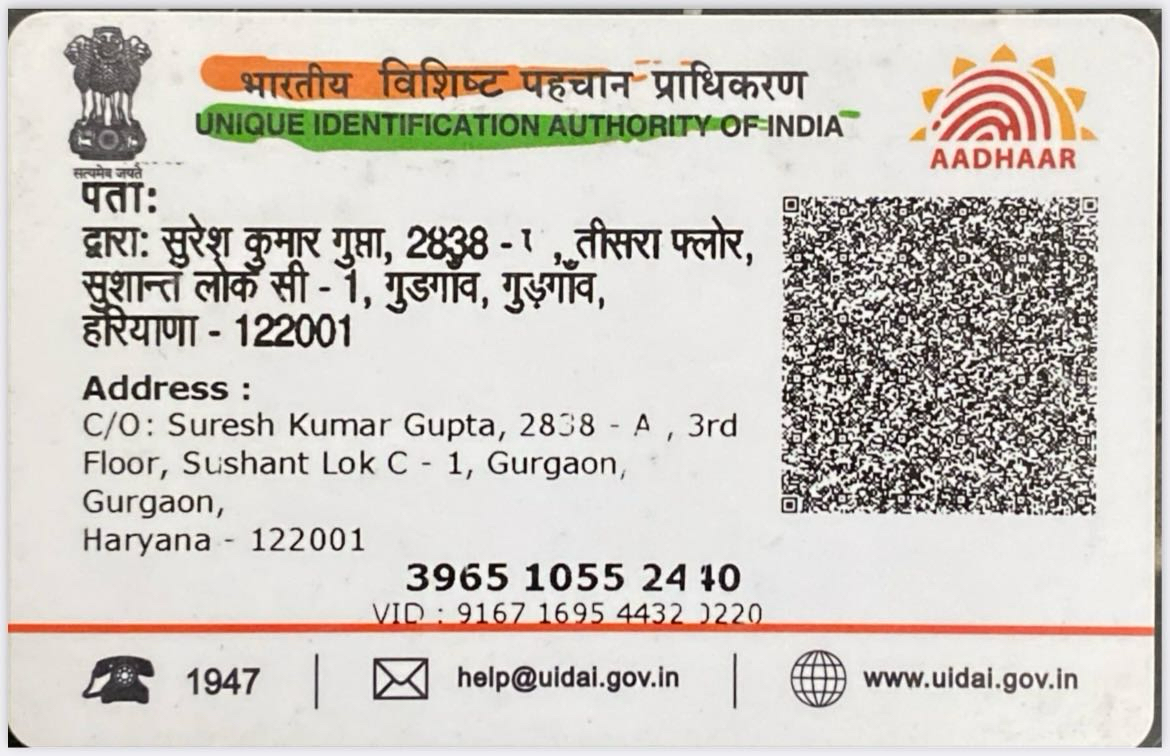 भारतीय विशिष्ट पहचान प्राधिकरण
UNIQUE IDENTIFICATION AUTHORITY OF INDIA
AADHAAR
सत्यमेव जयते
पता:
द्वारा: सुरेश कुमार गुप्ता, 2838 - , तीसरा फ्लोर,
सुशान्त लोक सी - 1, गुडगाँव, गुड़गाँव,
हरियाणा - 122001
Address :
C/O: Suresh Kumar Gupta, 2838 - A , 3rd
Floor, Sushant Lok C - 1, Gurgaon,
Gurgaon,
Haryana - 122001
3965 1055 24
VID : 9167 1695 4432
1947
help@uidai.gov.in
www.uidai.gov.in